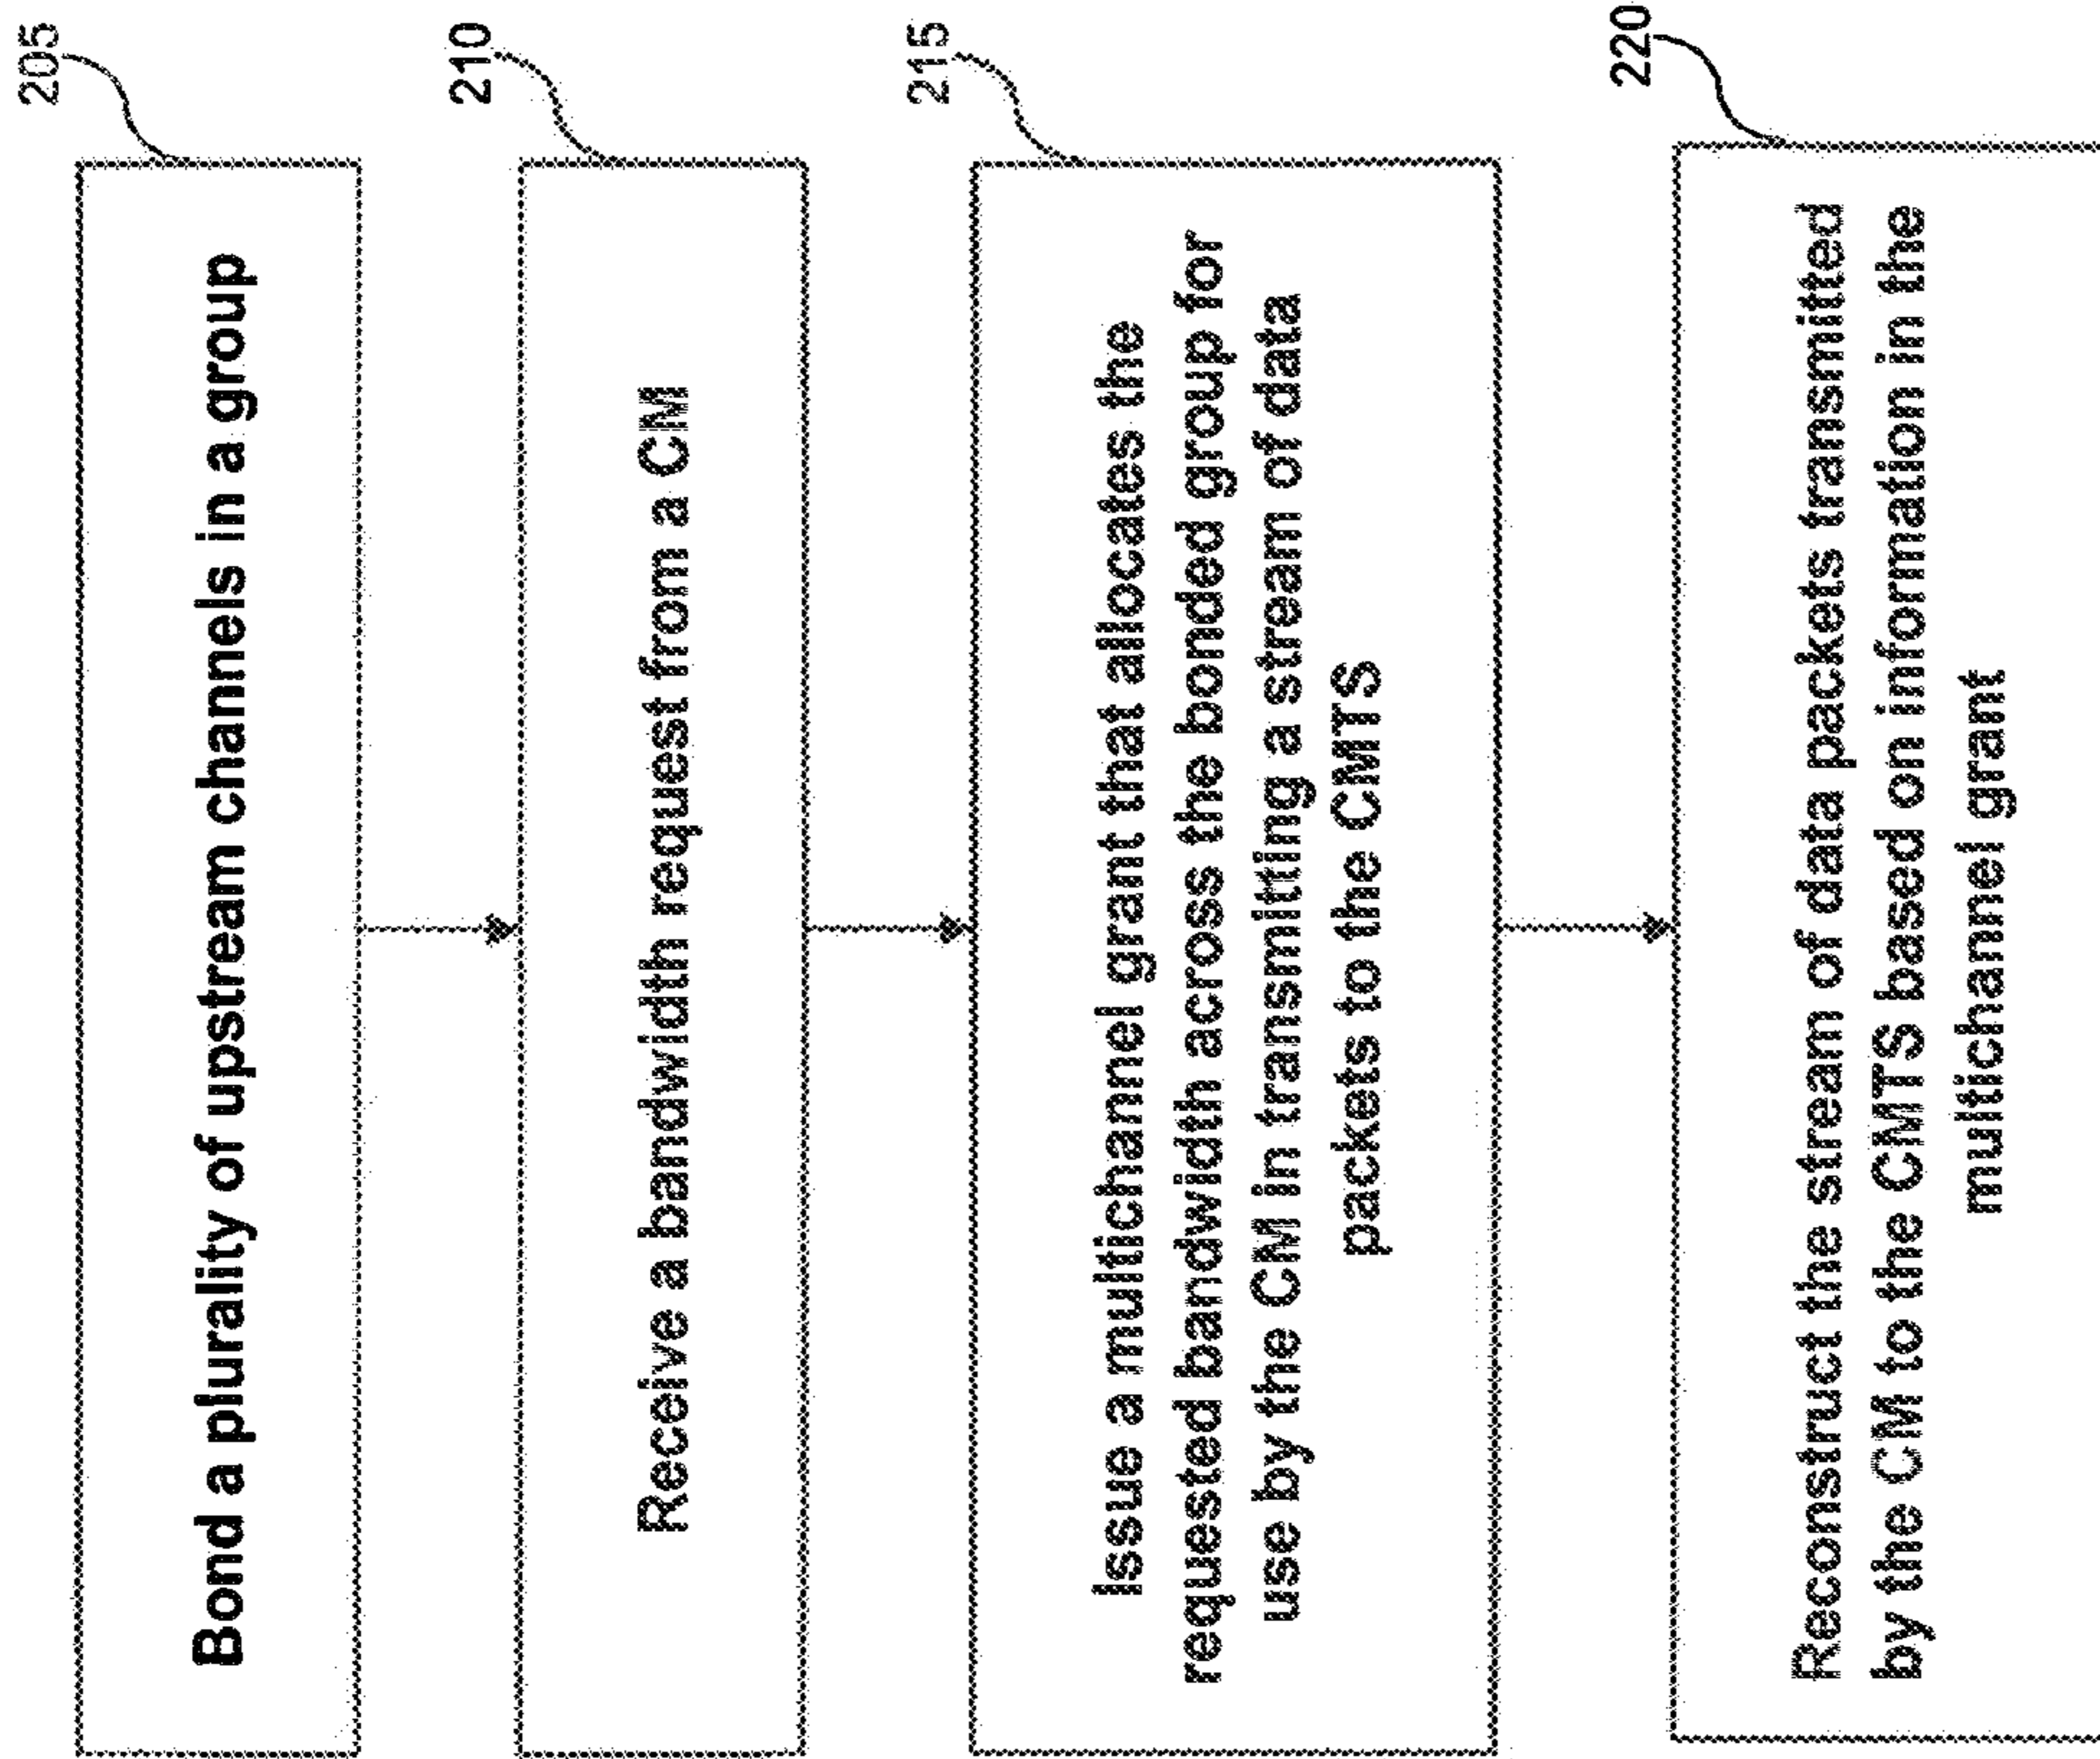 205
Bond a plurality of upstream channels in a group
210
Receive a bandwidth request from a CM
215
Issue a multichannel grant that allocates the
requested bandwidth across the bonded group for
use by the CM in transmitting a stream of data
packets to the CMTS
220
Reconstruct the stream of data packets transmitted
by the CM to the CMTS based on information in the
multichannel grant